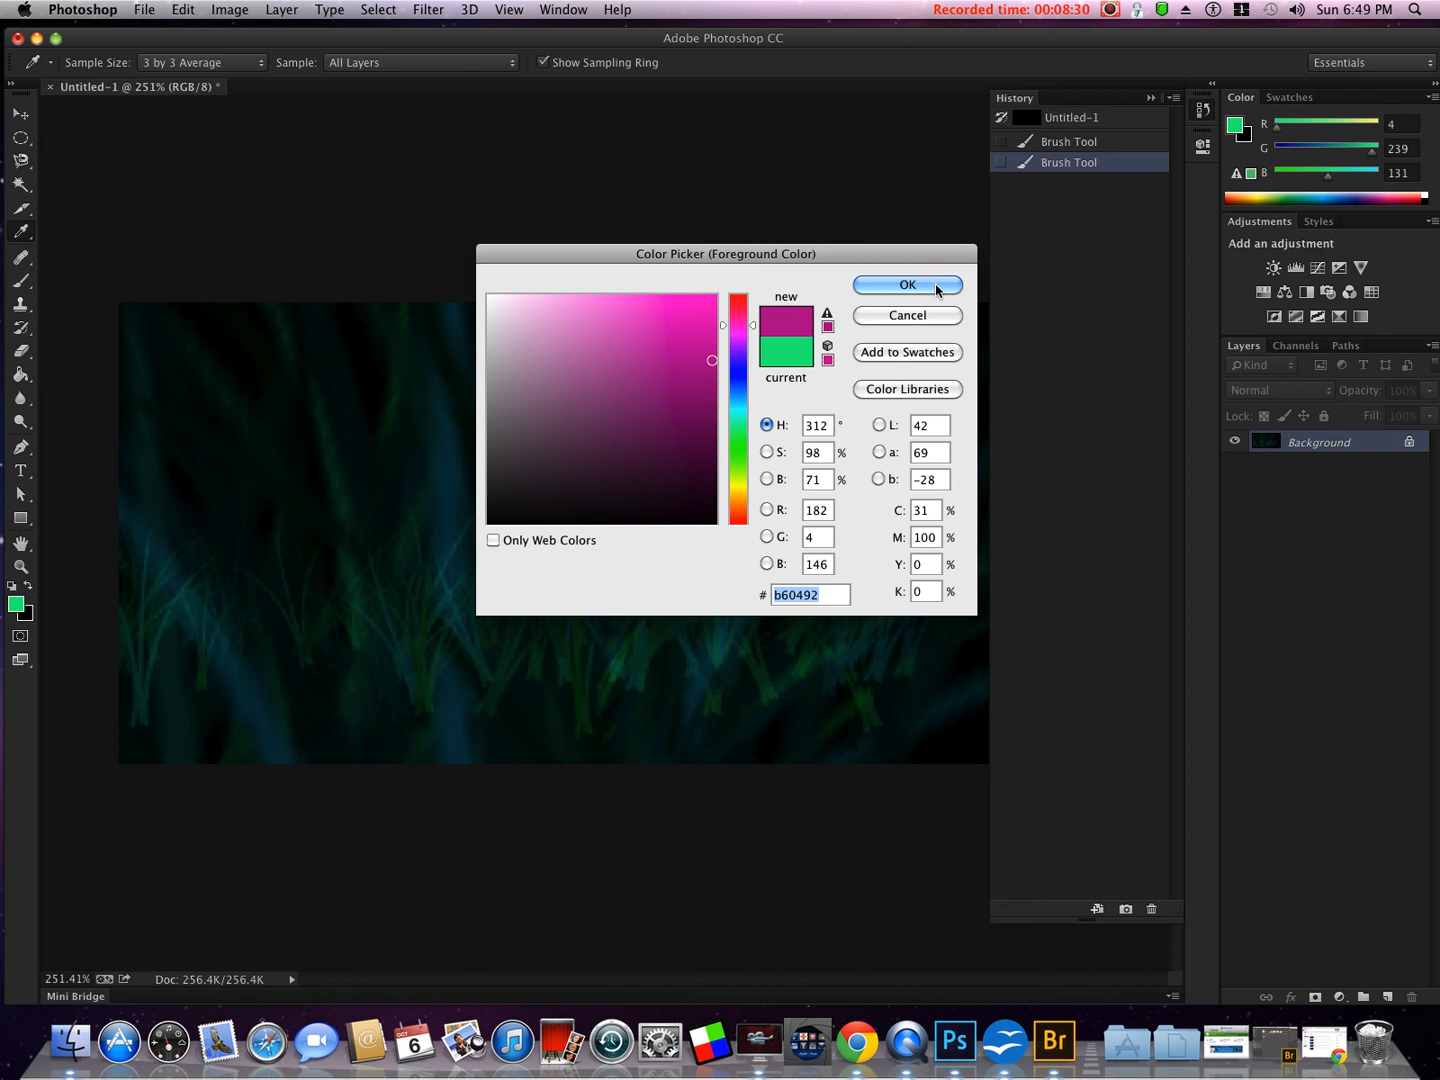 Photoshop File Edit Image Layer Type Select Filter 3D View Window Help Recorded time: 00:08:30 1 Sun 6:49 PM
Adobe Photoshop CC
Sample Size: 3 by 3 Average Sample: All Layers Show Sampling Ring Essentials
× Untitled-1 @ 251% (RGB/8) *
History
Untitled-1
Brush Tool
Brush Tool
Color Swatches
R 4
G 239
B 131
Adjustments Styles
Add an adjustment
Layers Channels Paths
Kind
Normal Opacity: 100%
Lock: Fill: 100%
Background
Color Picker (Foreground Color)
new
current
OK
Cancel
Add to Swatches
Color Libraries
H: 312 ° L: 42
S: 98 % a: 69
B: 71 % b: -28
R: 182 C: 31 %
G: 4 M: 100 %
B: 146 Y: 0 %
# b60492 K: 0 %
Only Web Colors
251.41% Doc: 256.4K/256.4K
Mini Bridge
OCT
6
Ps
Br
Br